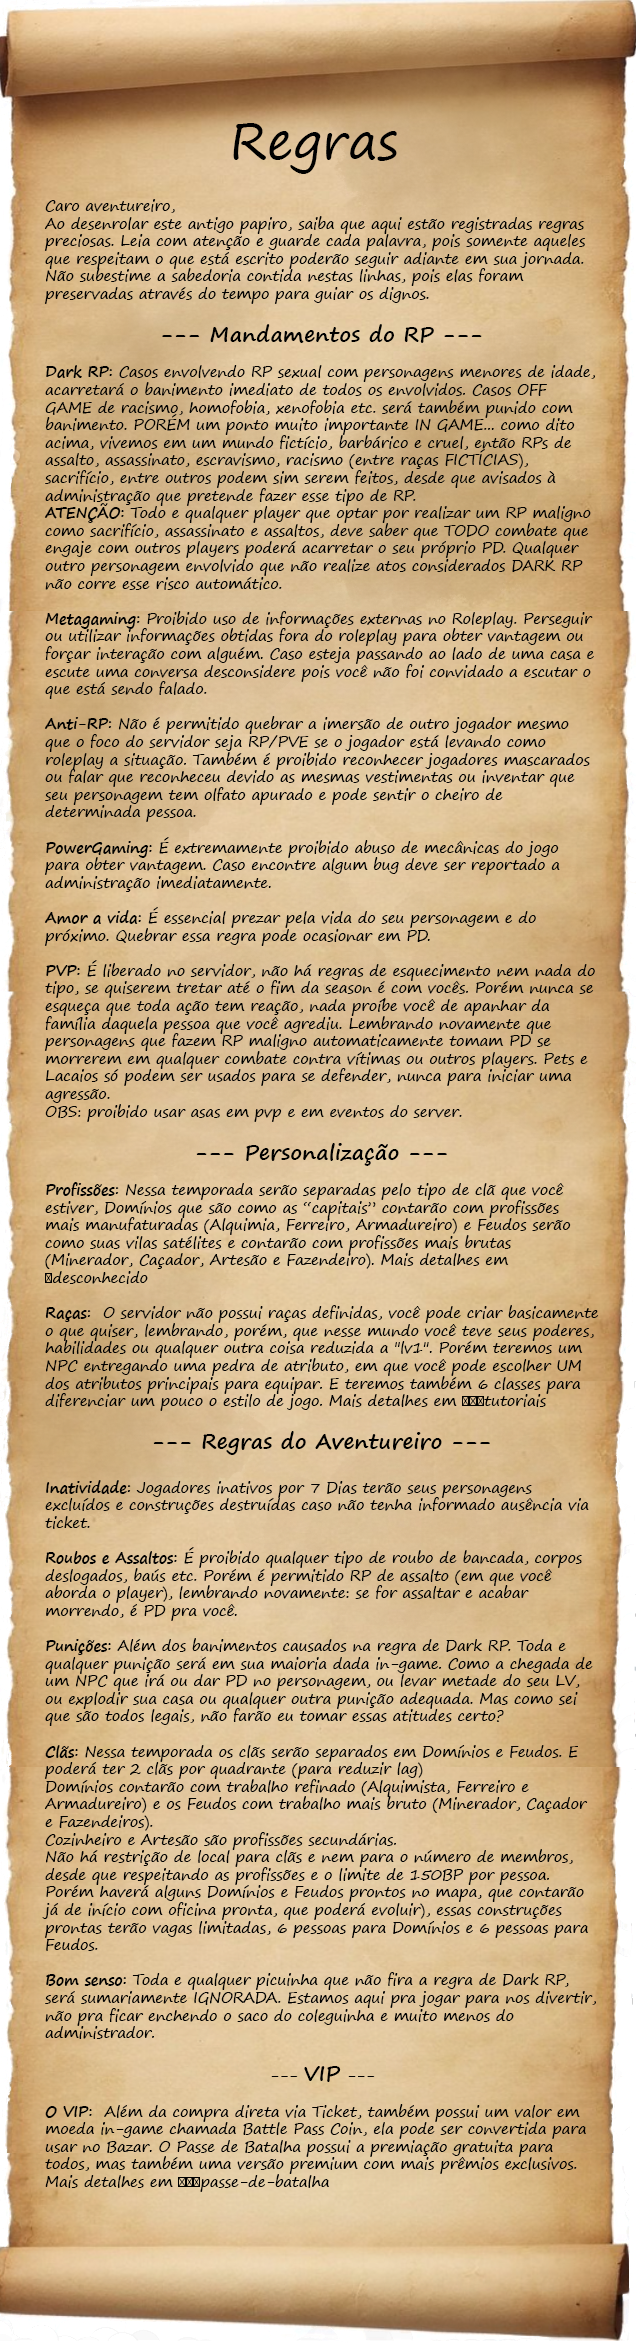 Regras
Caro aventureiro,
Ao desenrolar este antigo papiro, saiba que aqui estão registradas regras
preciosas. Leia com atenção e guarde cada palavra, pois somente aqueles
que respeitam o que está escrito poderão seguir adiante em sua jornada.
Não subestime a sabedoria contida nestas linhas, pois elas foram
preservadas através do tempo para guiar os dignos.
--- Mandamentos do RP ---
Dark RP: Casos envolvendo RP sexual com personagens menores de idade,
acarretará o banimento imediato de todos os envolvidos. Casos OFF
GAME de racismo, homofobia, xenofobia etc. será também punido com
banimento. PORÉM um ponto muito importante IN GAME... como dito
acima, vivemos em um mundo fictício, barbárico e cruel, então RPs de
assalto, assassinato, escravismo, racismo (entre raças FICTÍCIAS),
sacrifício, entre outros podem sim serem feitos, desde que avisados à
administração que pretende fazer esse tipo de RP.
ATENÇÃO: Todo e qualquer player que optar por realizar um RP maligno
como sacrifício, assassinato e assaltos, deve saber que TODO combate que
engaje com outros players poderá acarretar o seu próprio PD. Qualquer
outro personagem envolvido que não realize atos considerados DARK RP
não corre esse risco automático.
Metagaming: Proibido uso de informações externas no Roleplay. Perseguir
ou utilizar informações obtidas fora do roleplay para obter vantagem ou
forçar interação com alguém. Caso esteja passando ao lado de uma casa e
escute uma conversa desconsidere pois você não foi convidado a escutar o
que está sendo falado.
Anti-RP: Não é permitido quebrar a imersão de outro jogador mesmo
que o foco do servidor seja RP/PVE se o jogador está levando como
roleplay a situação. Também é proibido reconhecer jogadores mascarados
ou falar que reconheceu devido as mesmas vestimentas ou inventar que
seu personagem tem olfato apurado e pode sentir o cheiro de
determinada pessoa.
PowerGaming: É extremamente proibido abuso de mecânicas do jogo
para obter vantagem. Caso encontre algum bug deve ser reportado a
administração imediatamente.
Amor a vida: É essencial prezar pela vida do seu personagem e do
próximo. Quebrar essa regra pode ocasionar em PD.
PVP: É liberado no servidor, não há regras de esquecimento nem nada do
tipo, se quiserem tretar até o fim da season é com vocês. Porém nunca se
esqueça que toda ação tem reação, nada proíbe você de apanhar da
família daquela pessoa que você agrediu. Lembrando novamente que
personagens que fazem RP maligno automaticamente tomam PD se
morrerem em qualquer combate contra vítimas ou outros players. Pets e
Lacaios só podem ser usados para se defender, nunca para iniciar uma
agressão.
OBS: proibido usar asas em pvp e em eventos do server.
--- Personalização ---
Profissões: Nessa temporada serão separadas pelo tipo de clã que você
estiver, Domínios que são como as “capitais” contarão com profissões
mais manufaturadas (Alquimia, Ferreiro, Armadureiro) e Feudos serão
como suas vilas satélites e contarão com profissões mais brutas
(Minerador, Caçador, Artesão e Fazendeiro). Mais detalhes em
desconhecido
Raças:  O servidor não possui raças definidas, você pode criar basicamente
o que quiser, lembrando, porém, que nesse mundo você teve seus poderes,
habilidades ou qualquer outra coisa reduzida a "lv1". Porém teremos um
NPC entregando uma pedra de atributo, em que você pode escolher UM
dos atributos principais para equipar. E teremos também 6 classes para
diferenciar um pouco o estilo de jogo. Mais detalhes em tutoriais
--- Regras do Aventureiro ---
Inatividade: Jogadores inativos por 7 Dias terão seus personagens
excluídos e construções destruídas caso não tenha informado ausência via
ticket.
Roubos e Assaltos: É proibido qualquer tipo de roubo de bancada, corpos
deslogados, baús etc. Porém é permitido RP de assalto (em que você
aborda o player), lembrando novamente: se for assaltar e acabar
morrendo, é PD pra você.
Punições: Além dos banimentos causados na regra de Dark RP. Toda e
qualquer punição será em sua maioria dada in-game. Como a chegada de
um NPC que irá ou dar PD no personagem, ou levar metade do seu LV,
ou explodir sua casa ou qualquer outra punição adequada. Mas como sei
que são todos legais, não farão eu tomar essas atitudes certo?
Clãs: Nessa temporada os clãs serão separados em Domínios e Feudos. E
poderá ter 2 clãs por quadrante (para reduzir lag)
Domínios contarão com trabalho refinado (Alquimista, Ferreiro e
Armadureiro) e os Feudos com trabalho mais bruto (Minerador, Caçador
e Fazendeiros).
Cozinheiro e Artesão são profissões secundárias.
Não há restrição de local para clãs e nem para o número de membros,
desde que respeitando as profissões e o limite de 150BP por pessoa.
Porém haverá alguns Domínios e Feudos prontos no mapa, que contarão
já de início com oficina pronta, que poderá evoluir), essas construções
prontas terão vagas limitadas, 6 pessoas para Domínios e 6 pessoas para
Feudos.
Bom senso: Toda e qualquer picuinha que não fira a regra de Dark RP,
será sumariamente IGNORADA. Estamos aqui pra jogar para nos divertir,
não pra ficar enchendo o saco do coleguinha e muito menos do
administrador.
--- VIP ---
O VIP:  Além da compra direta via Ticket, também possui um valor em
moeda in-game chamada Battle Pass Coin, ela pode ser convertida para
usar no Bazar. O Passe de Batalha possui a premiação gratuita para
todos, mas também uma versão premium com mais prêmios exclusivos.
Mais detalhes em passe-de-batalha